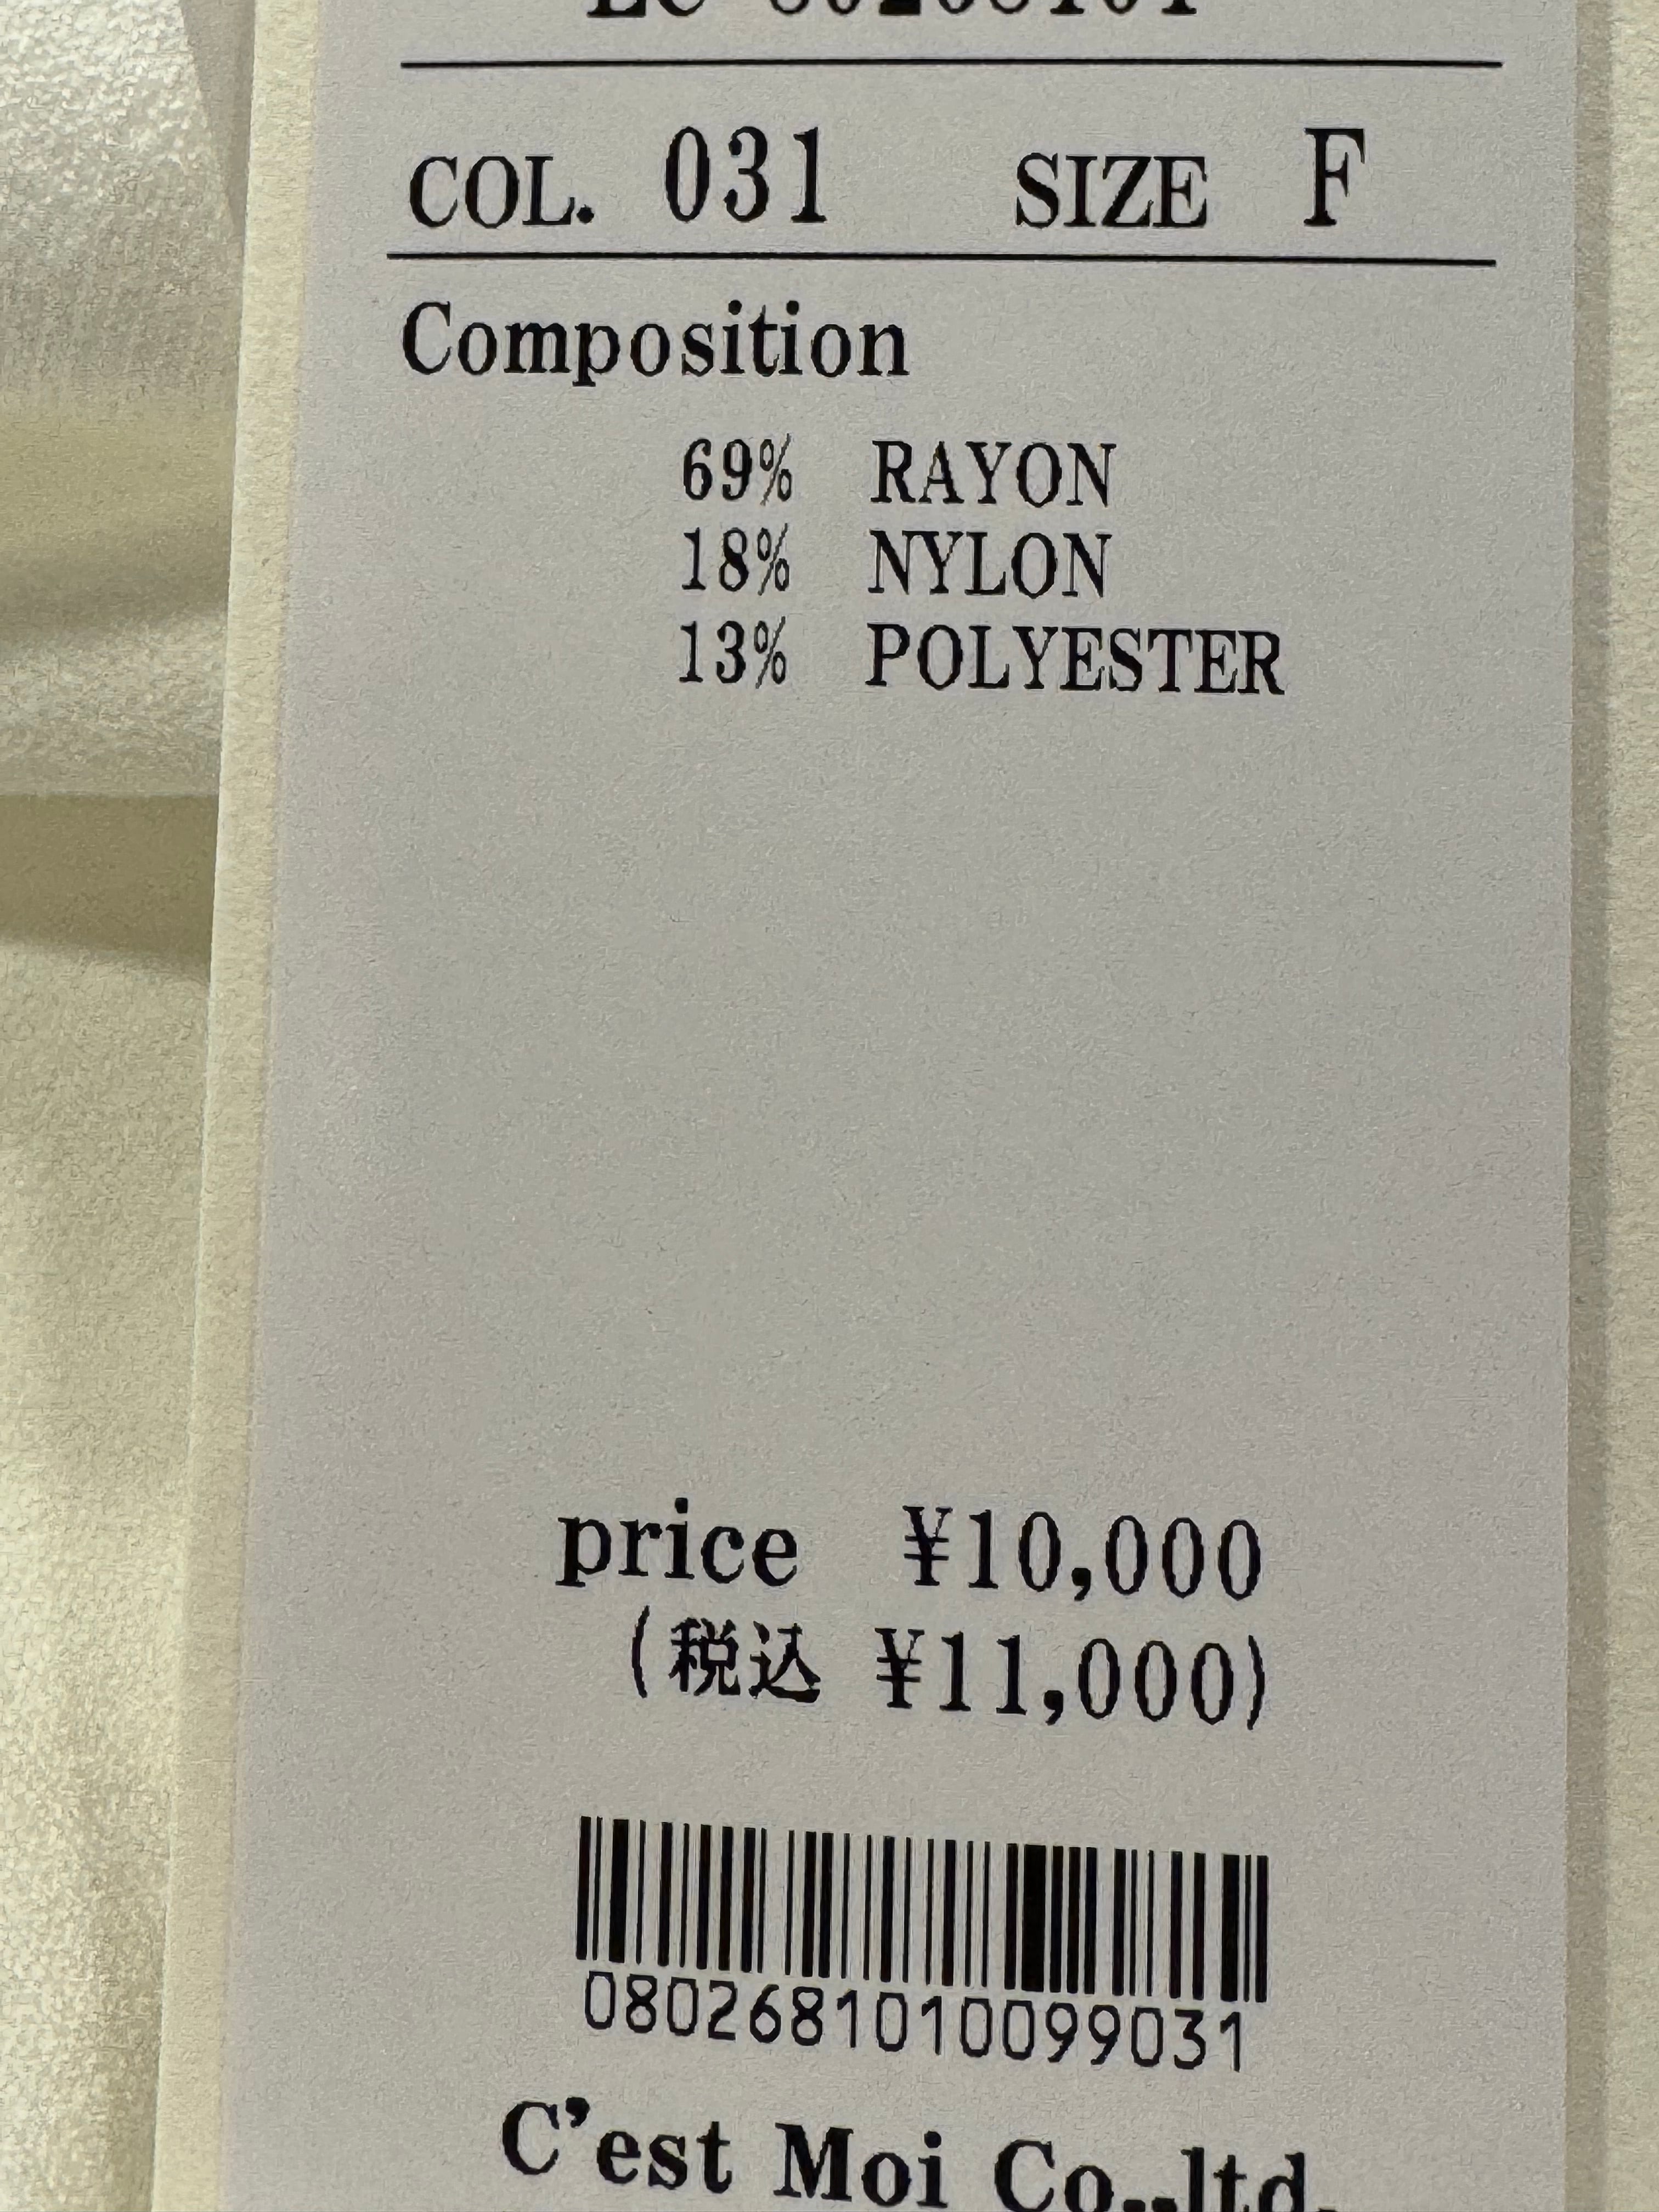 COL. 031 SIZE F
Composition
69% RAYON
18% NYLON
13% POLYESTER
price ¥10,000
(税込 ¥11,000)
0802681010099031
C'est Moi Co.,ltd.